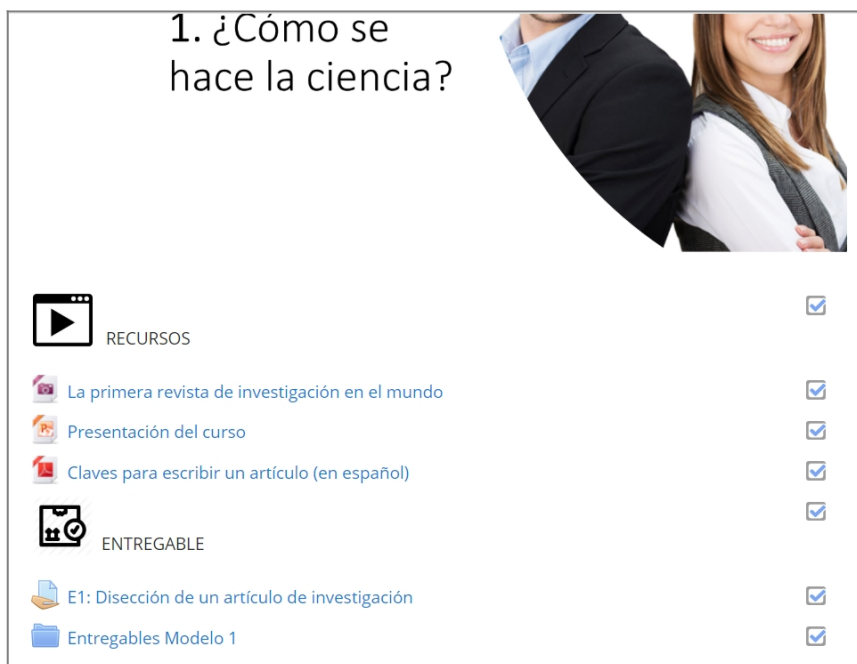 1. ¿Cómo se
hace la ciencia?
RECURSOS
La primera revista de investigación en el mundo
Presentación del curso
Claves para escribir un artículo (en español)
ENTREGABLE
E1: Disección de un artículo de investigación
Entregables Modelo 1